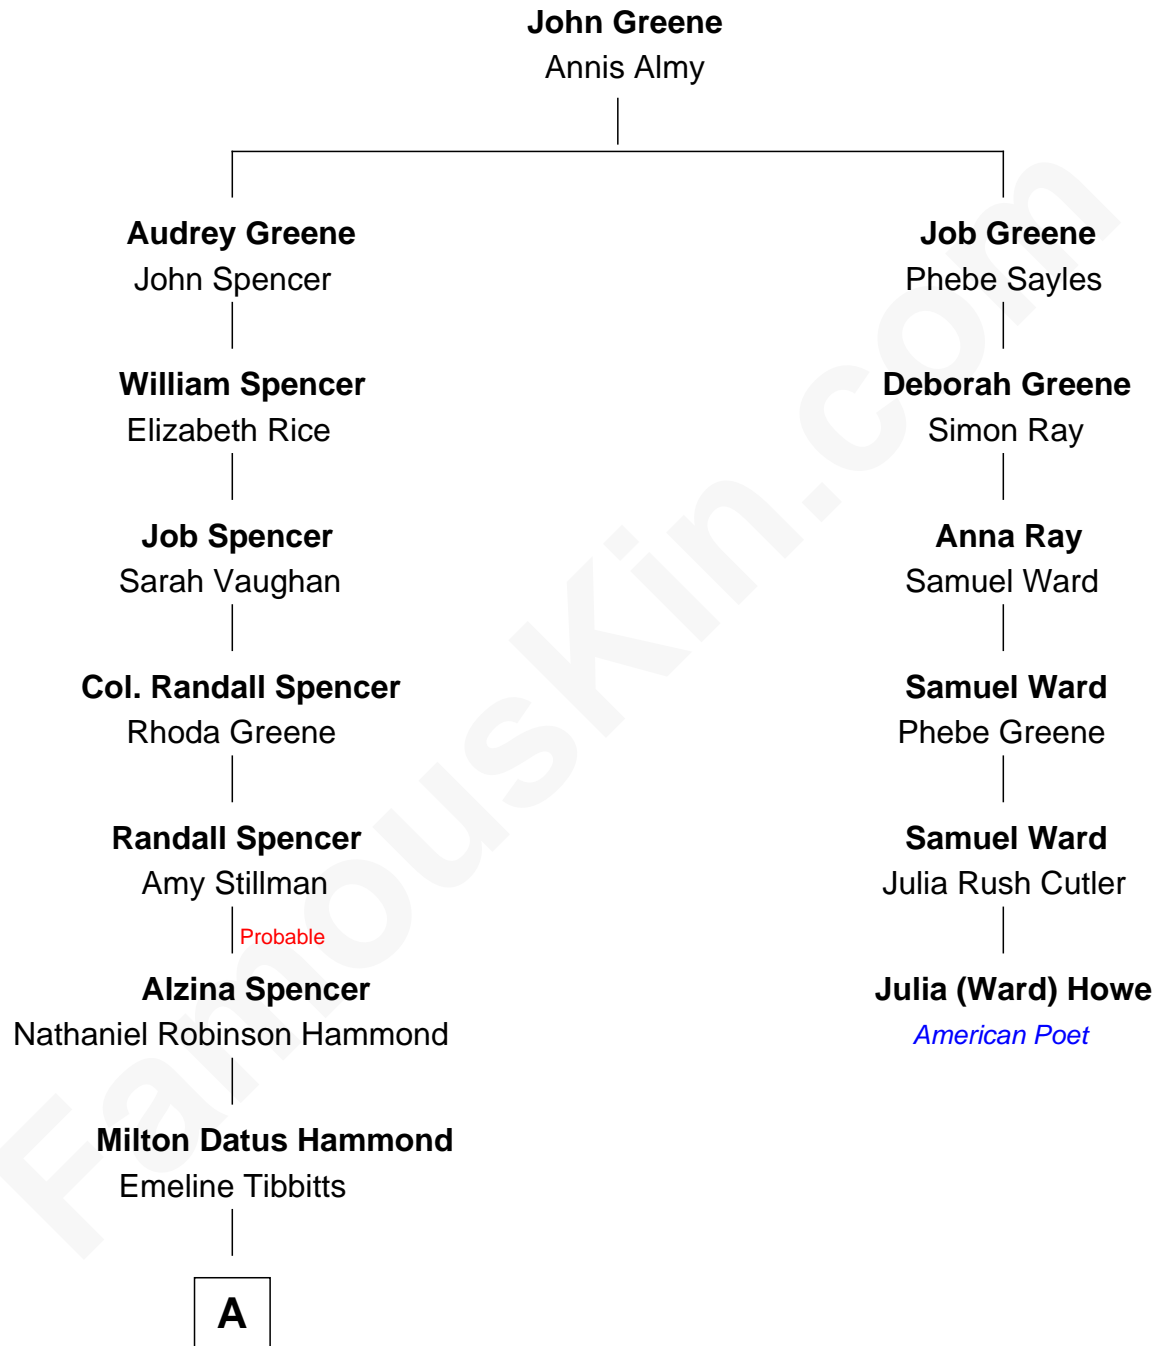 John Greene
Annis Almy
Audrey Greene
John Spencer
Job Greene
Phebe Sayles
William Spencer
Elizabeth Rice
Deborah Greene
Simon Ray
Job Spencer
Sarah Vaughan
Anna Ray
Samuel Ward
Col. Randall Spencer
Rhoda Greene
Samuel Ward
Phebe Greene
Randall Spencer
Amy Stillman
Samuel Ward
Julia Rush Cutler
Probable
Alzina Spencer
Nathaniel Robinson Hammond
Julia (Ward) Howe
American Poet
Milton Datus Hammond
Emeline Tibbitts
A
FamousKin.com